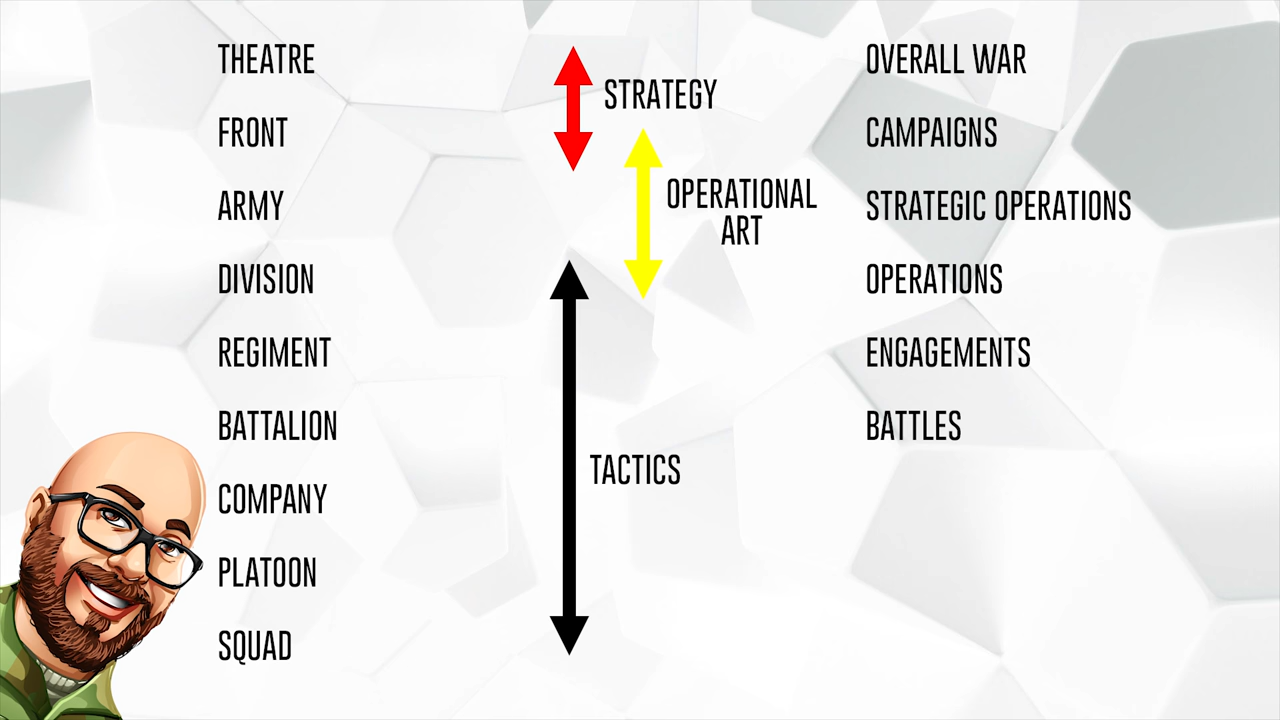 THEATRE
FRONT
ARMY
DIVISION
REGIMENT
BATTALION
COMPANY
PLATOON
SQUAD
STRATEGY
OPERATIONAL
ART
TACTICS
OVERALL WAR
CAMPAIGNS
STRATEGIC OPERATIONS
OPERATIONS
ENGAGEMENTS
BATTLES